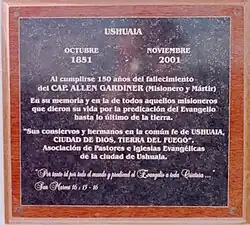 USHUAIA
OCTUBRE NOVIEMBRE
1851 2001
Al cumplirse 150 años del fallecimiento
del CAP. ALLEN GARDINER (Misionero y Mártir)
En su memoria y en la de todos aquellos misioneros
que dieron su vida por la predicación del Evangelio
hasta lo último de la tierra.
"Sus consiervos y hermanos en la común fe de USHUAIA,
CIUDAD DE DIOS, TIERRA DEL FUEGO".
Asociación de Pastores e Iglesias Evangélicas
de la ciudad de Ushuaia.
"Por tanto id por todo el mundo y predicad el Evangelio a toda Criatura ...
San Marcos 16 : 15 - 16